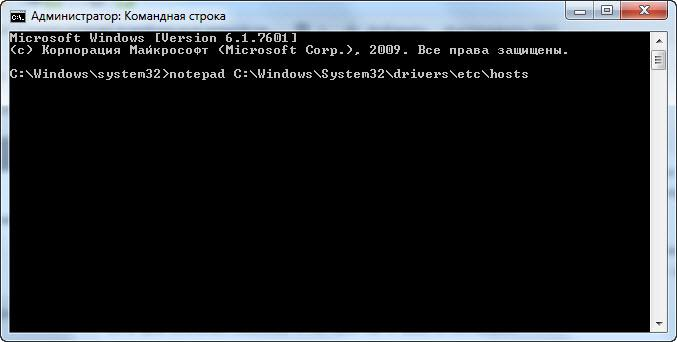 Администратор: Командная строка
Microsoft Windows [Version 6.1.7601]
(c) Корпорация Майкрософт (Microsoft Corp.), 2009. Все права защищены.
C:\Windows\system32>notepad C:\Windows\System32\drivers\etc\hosts